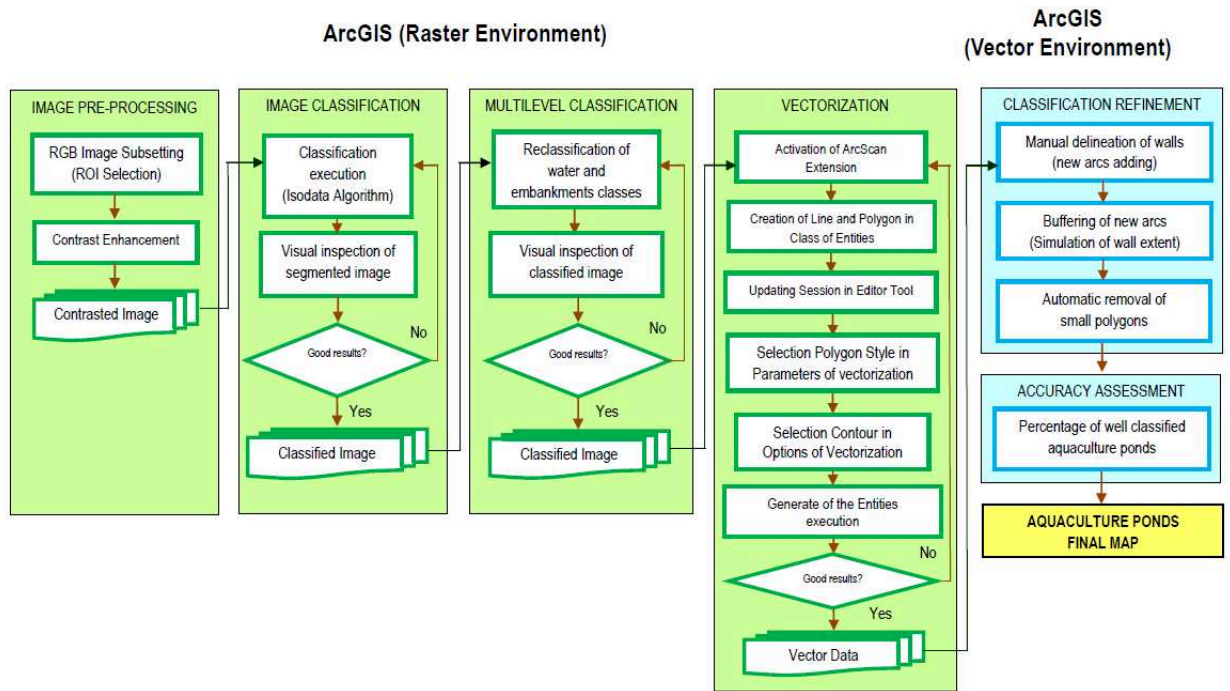 ArcGIS (Raster Environment)
ArcGIS
(Vector Environment)
IMAGE PRE-PROCESSING
RGB Image Subsetting
(ROI Selection)
Contrast Enhancement
Contrasted Image
IMAGE CLASSIFICATION
Classification
execution
(Isodata Algorithm)
Visual inspection of
segmented image
No
Good results?
Yes
Classified Image
MULTILEVEL CLASSIFICATION
Reclassification of
water and
embankments classes
Visual inspection of
classified image
No
Good results?
Yes
Classified Image
VECTORIZATION
Activation of ArcScan
Extension
Creation of Line and Polygon in
Class of Entities
Updating Session in Editor Tool
Selection Polygon Style in
Parameters of vectorization
Selection Contour in
Options of Vectorization
Generate of the Entities
execution
No
Good results?
Yes
Vector Data
CLASSIFICATION REFINEMENT
Manual delineation of walls
(new arcs adding)
Buffering of new arcs
(Simulation of wall extent)
Automatic removal of
small polygons
ACCURACY ASSESSMENT
Percentage of well classified
aquaculture ponds
AQUACULTURE PONDS
FINAL MAP